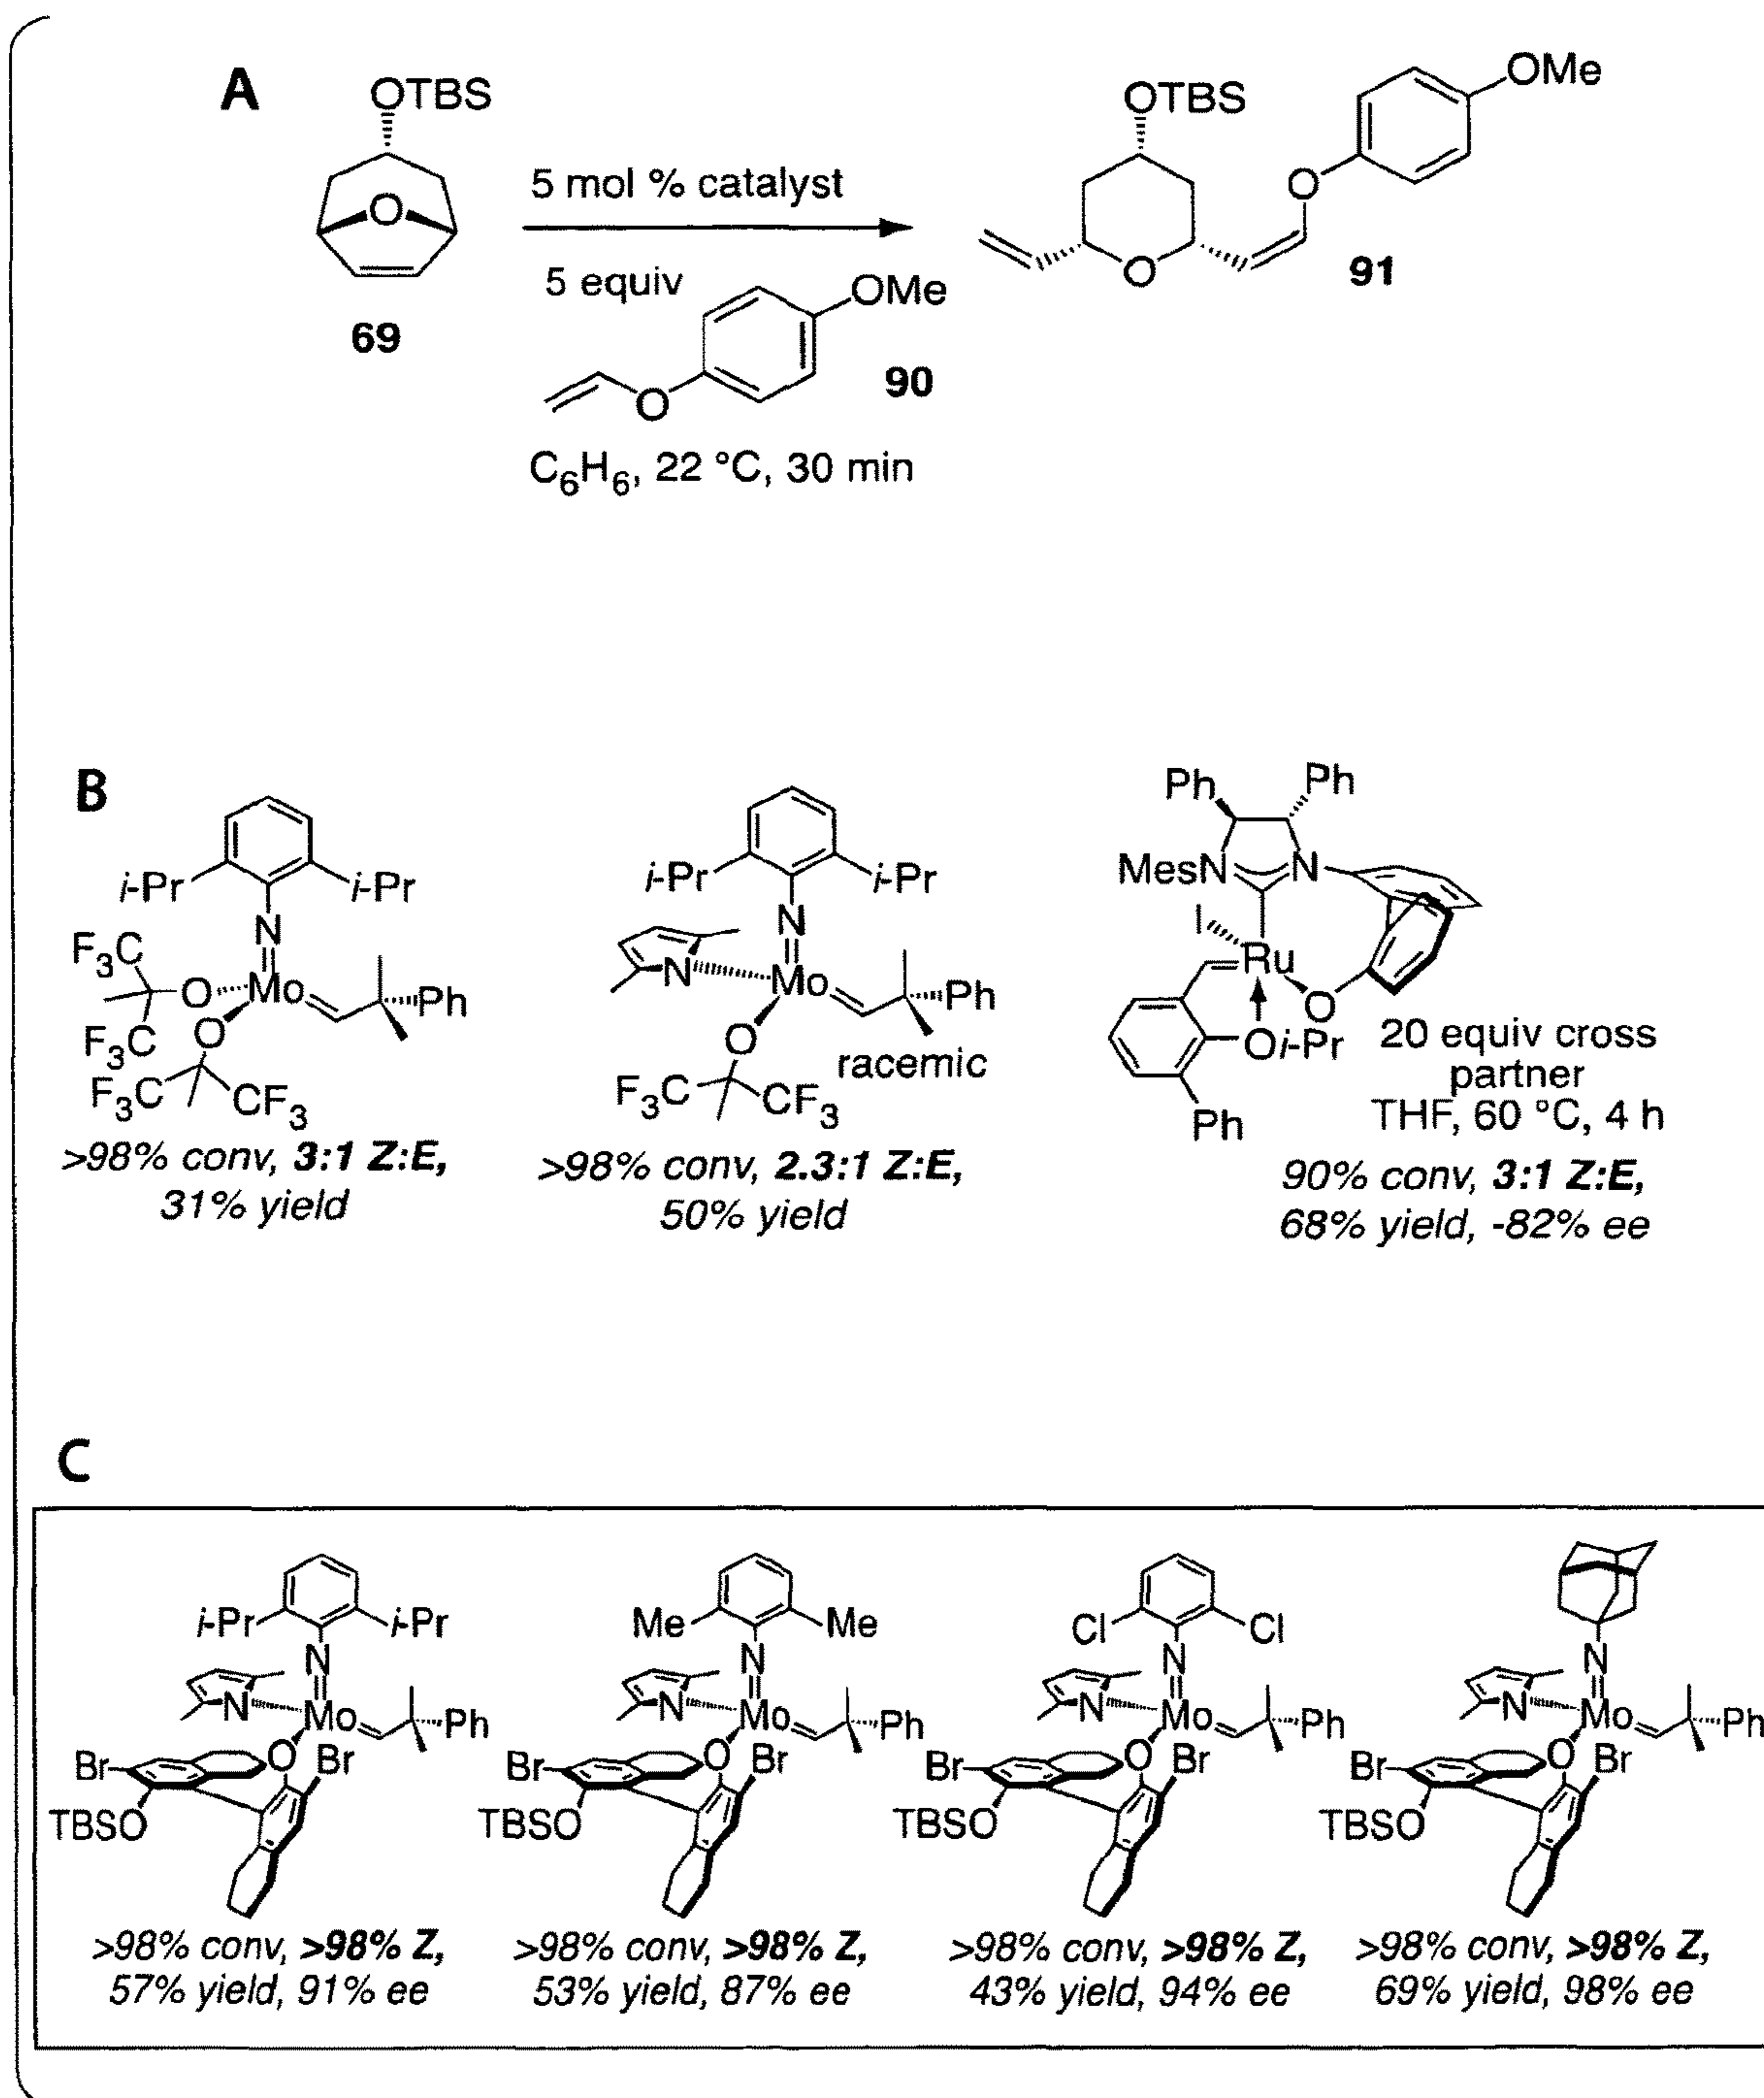 A
OTBS
O
69
5 mol % catalyst
5 equiv
OMe
O
90
C6H6, 22 °C, 30 min
OTBS
OMe
O
O
91
B
i-Pr
i-Pr
N
F3C
O
Mo
Ph
F3C
O
F3C
CF3
>98% conv, 3:1 Z:E,
31% yield
i-Pr
i-Pr
N
N
Mo
Ph
O
racemic
F3C
CF3
>98% conv, 2.3:1 Z:E,
50% yield
Ph
Ph
MesN
N
I
Ru
O
Oi-Pr
Ph
20 equiv cross
partner
THF, 60 °C, 4 h
90% conv, 3:1 Z:E,
68% yield, -82% ee
C
i-Pr
i-Pr
N
N
Mo
Ph
Br
O
Br
TBSO
>98% conv, >98% Z,
57% yield, 91% ee
Me
Me
N
N
Mo
Ph
Br
O
Br
TBSO
>98% conv, >98% Z,
53% yield, 87% ee
Cl
Cl
N
N
Mo
Ph
Br
O
Br
TBSO
>98% conv, >98% Z,
43% yield, 94% ee
N
N
Mo
Ph
Br
O
Br
TBSO
>98% conv, >98% Z,
69% yield, 98% ee